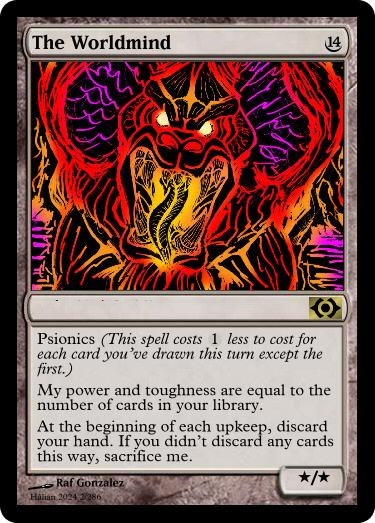 The Worldmind 14
Psionics (This spell costs 1 less to cost for
each card you've drawn this turn except the
first.)
My power and toughness are equal to the
number of cards in your library.
At the beginning of each upkeep, discard
your hand. If you didn't discard any cards
this way, sacrifice me.
★/★
Raf Gonzalez
Hálian 2024 2/286